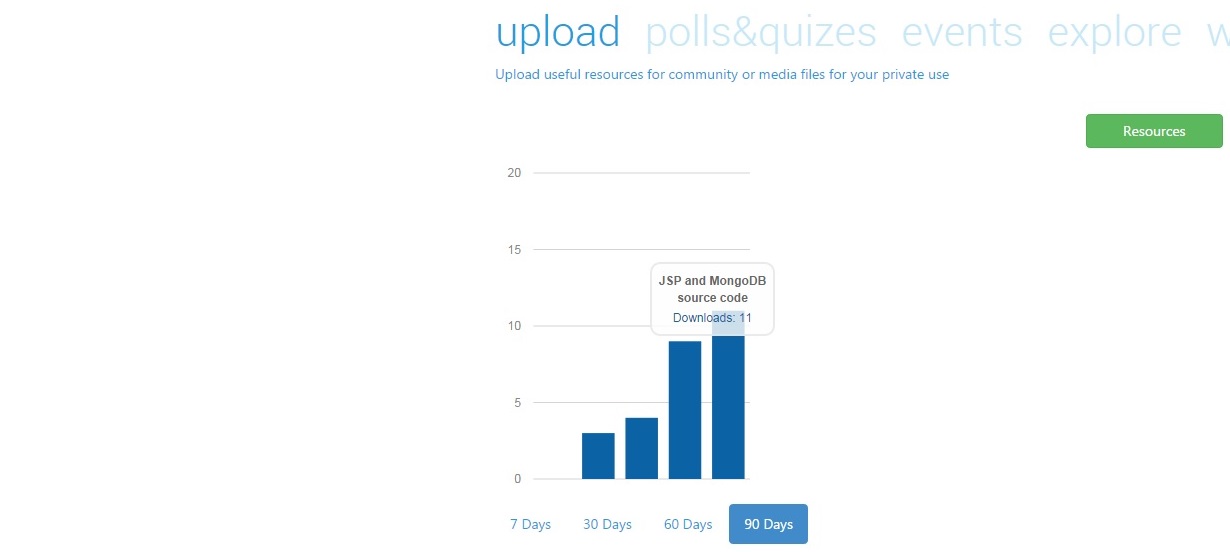 upload polls&quizes events explore
Upload useful resources for community or media files for your private use
Resources
20
15
JSP and MongoDB
source code
Downloads: 11
10
5
0
7 Days 30 Days 60 Days 90 Days